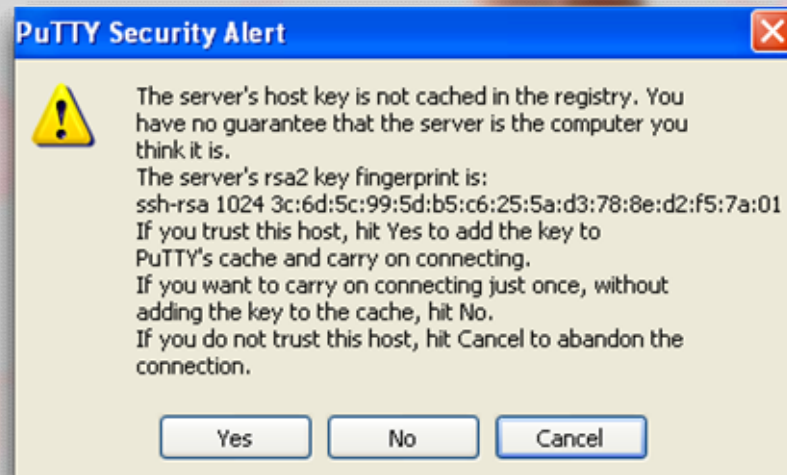 PuTTY Security Alert
The server's host key is not cached in the registry. You
have no guarantee that the server is the computer you
think it is.
The server's rsa2 key fingerprint is:
ssh-rsa 1024 3c:6d:5c:99:5d:b5:c6:25:5a:d3:78:8e:d2:f5:7a:01
If you trust this host, hit Yes to add the key to
PuTTY's cache and carry on connecting.
If you want to carry on connecting just once, without
adding the key to the cache, hit No.
If you do not trust this host, hit Cancel to abandon the
connection.
Yes No Cancel